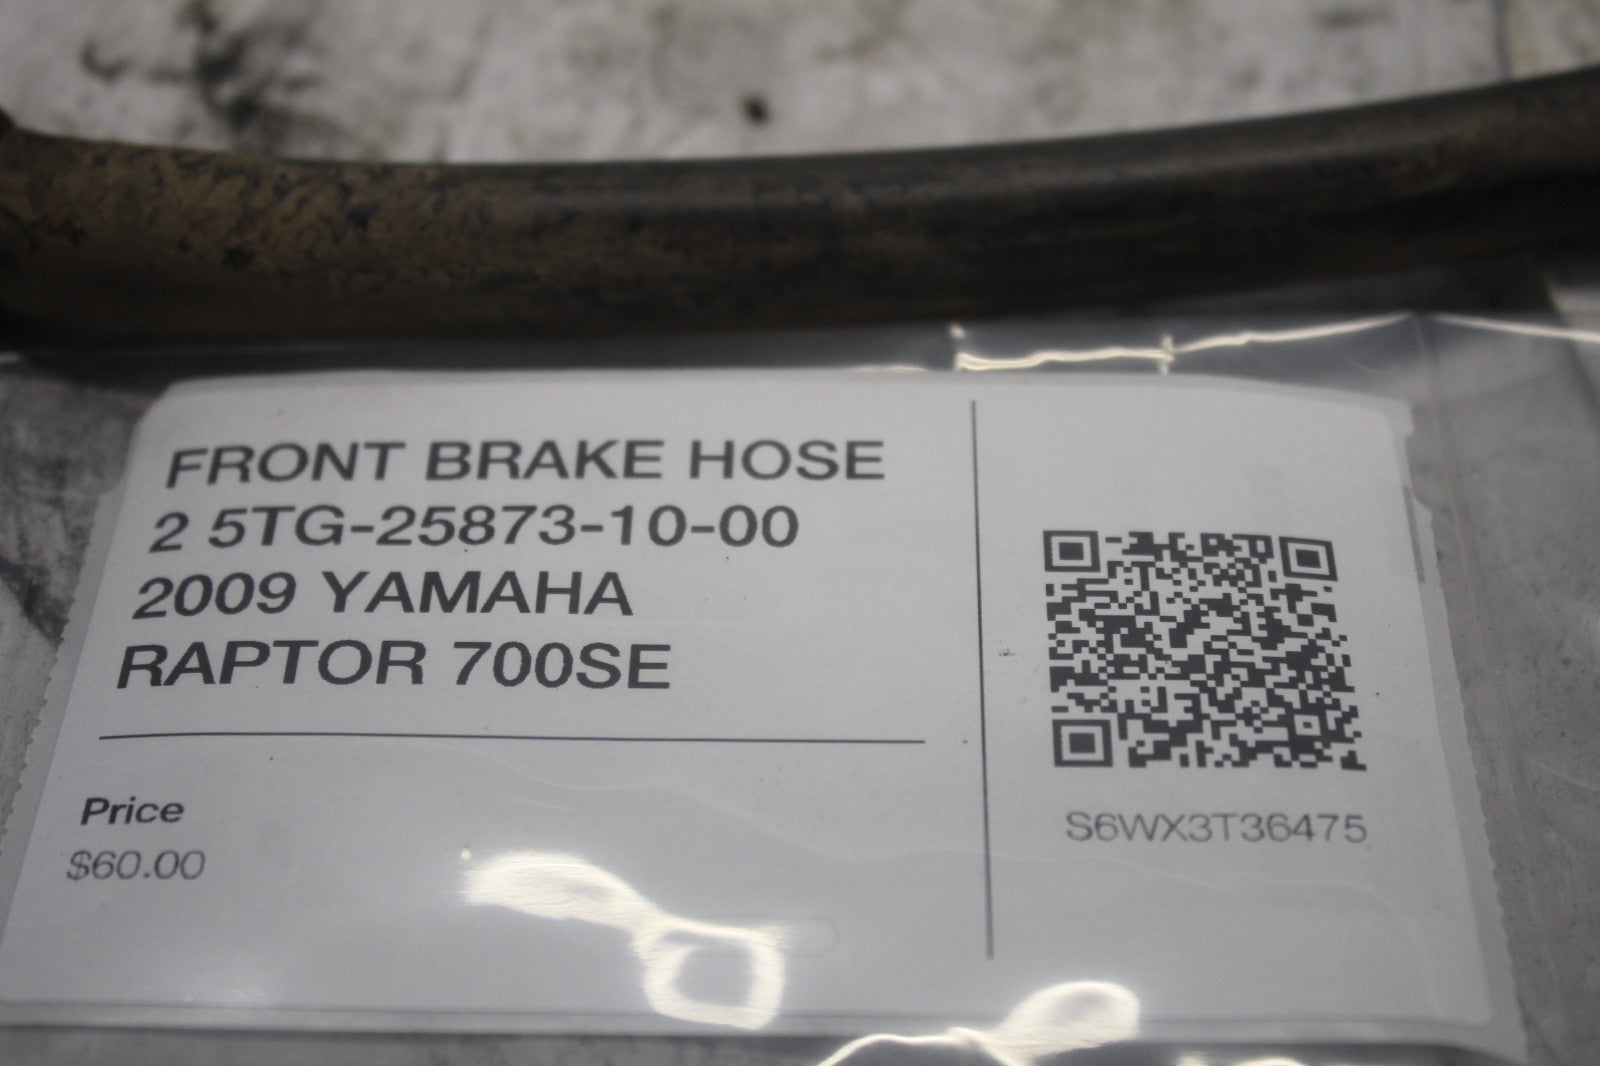 FRONT BRAKE HOSE
2 5TG-25873-10-00
2009 YAMAHA
RAPTOR 700SE
Price
$60.00
S6WX3T36475